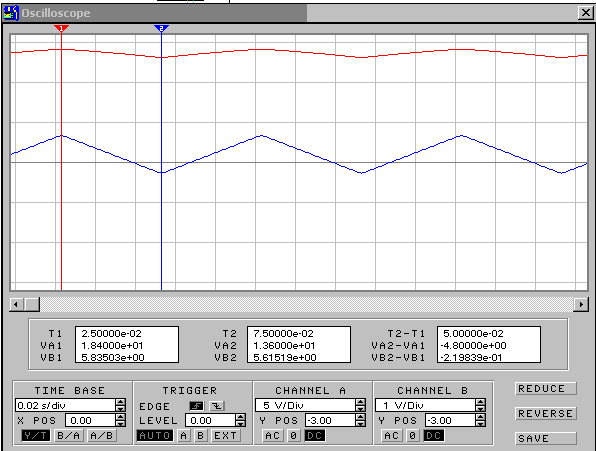 Oscilloscope
1 2
T1 2.50000e-02 T2 7.50000e-02 T2-T1 5.00000e-02
VA1 1.84000e+01 VA2 1.36000e+01 VA2-VA1 -4.80000e+00
VB1 5.83503e+00 VB2 5.61519e+00 VB2-VB1 -2.19839e-01
TIME BASE TRIGGER CHANNEL A CHANNEL B REDUCE
0.02 s/div EDGE 5 V/Div 1 V/Div
X POS 0.00 LEVEL 0.00 Y POS -3.00 Y POS -3.00 REVERSE
Y/T B/A A/B AUTO A B EXT AC 0 DC AC 0 DC SAVE